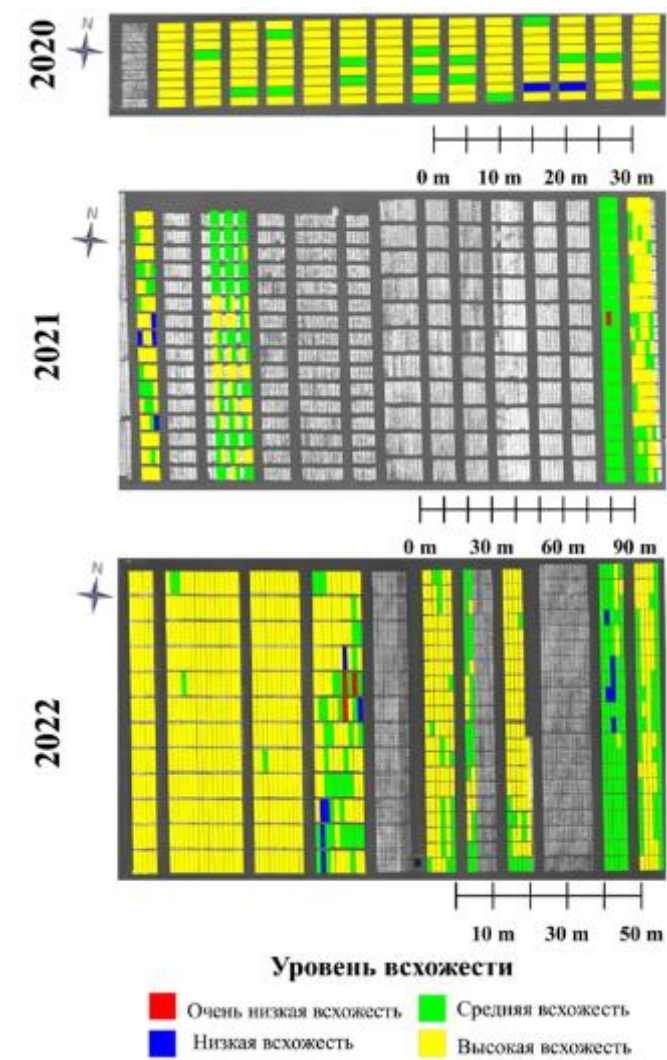 2020
N
0 m 10 m 20 m 30 m
2021
N
0 m 30 m 60 m 90 m
2022
N
10 m 30 m 50 m
Уровень всхожести
Очень низкая всхожесть
Средняя всхожесть
Низкая всхожесть
Высокая всхожесть